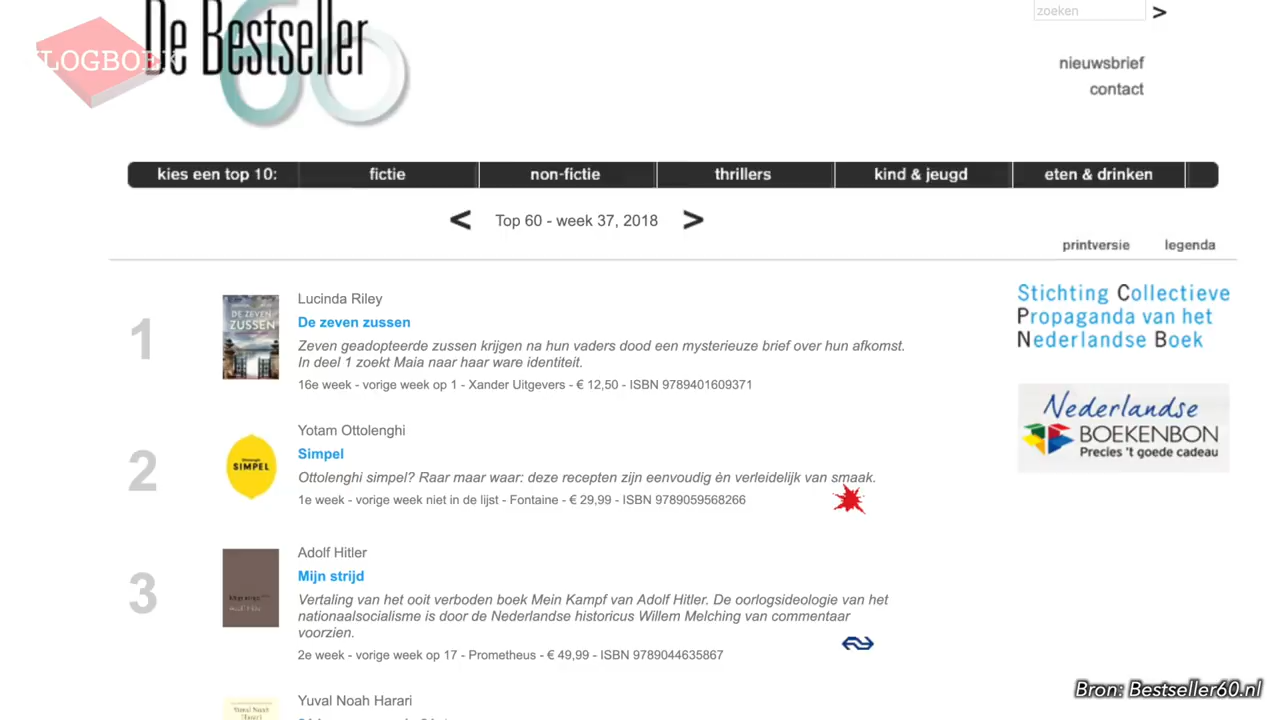 De Bestseller
60
LOGBOEK
zoeken
>
nieuwsbrief
contact
kies een top 10:
fictie
non-fictie
thrillers
kind & jeugd
eten & drinken
< Top 60 - week 37, 2018 >
printversie
legenda
1
DE ZEVEN
ZUSSEN
Lucinda Riley
De zeven zussen
Zeven geadopteerde zussen krijgen na hun vaders dood een mysterieuze brief over hun afkomst.
In deel 1 zoekt Maia naar haar ware identiteit.
16e week - vorige week op 1 - Xander Uitgevers - € 12,50 - ISBN 9789401609371
2
SIMPEL
Yotam Ottolenghi
Simpel
Ottolenghi simpel? Raar maar waar: deze recepten zijn eenvoudig èn verleidelijk van smaak.
1e week - vorige week niet in de lijst - Fontaine - € 29,99 - ISBN 9789059568266
3
Adolf Hitler
Mijn strijd
Vertaling van het ooit verboden boek Mein Kampf van Adolf Hitler. De oorlogsideologie van het
nationaalsocialisme is door de Nederlandse historicus Willem Melching van commentaar
voorzien.
2e week - vorige week op 17 - Prometheus - € 49,99 - ISBN 9789044635867
Yuval Noah Harari
Stichting Collectieve
Propaganda van het
Nederlandse Boek
Nederlandse
BOEKENBON
Precies 't goede cadeau
Bron: Bestseller60.nl